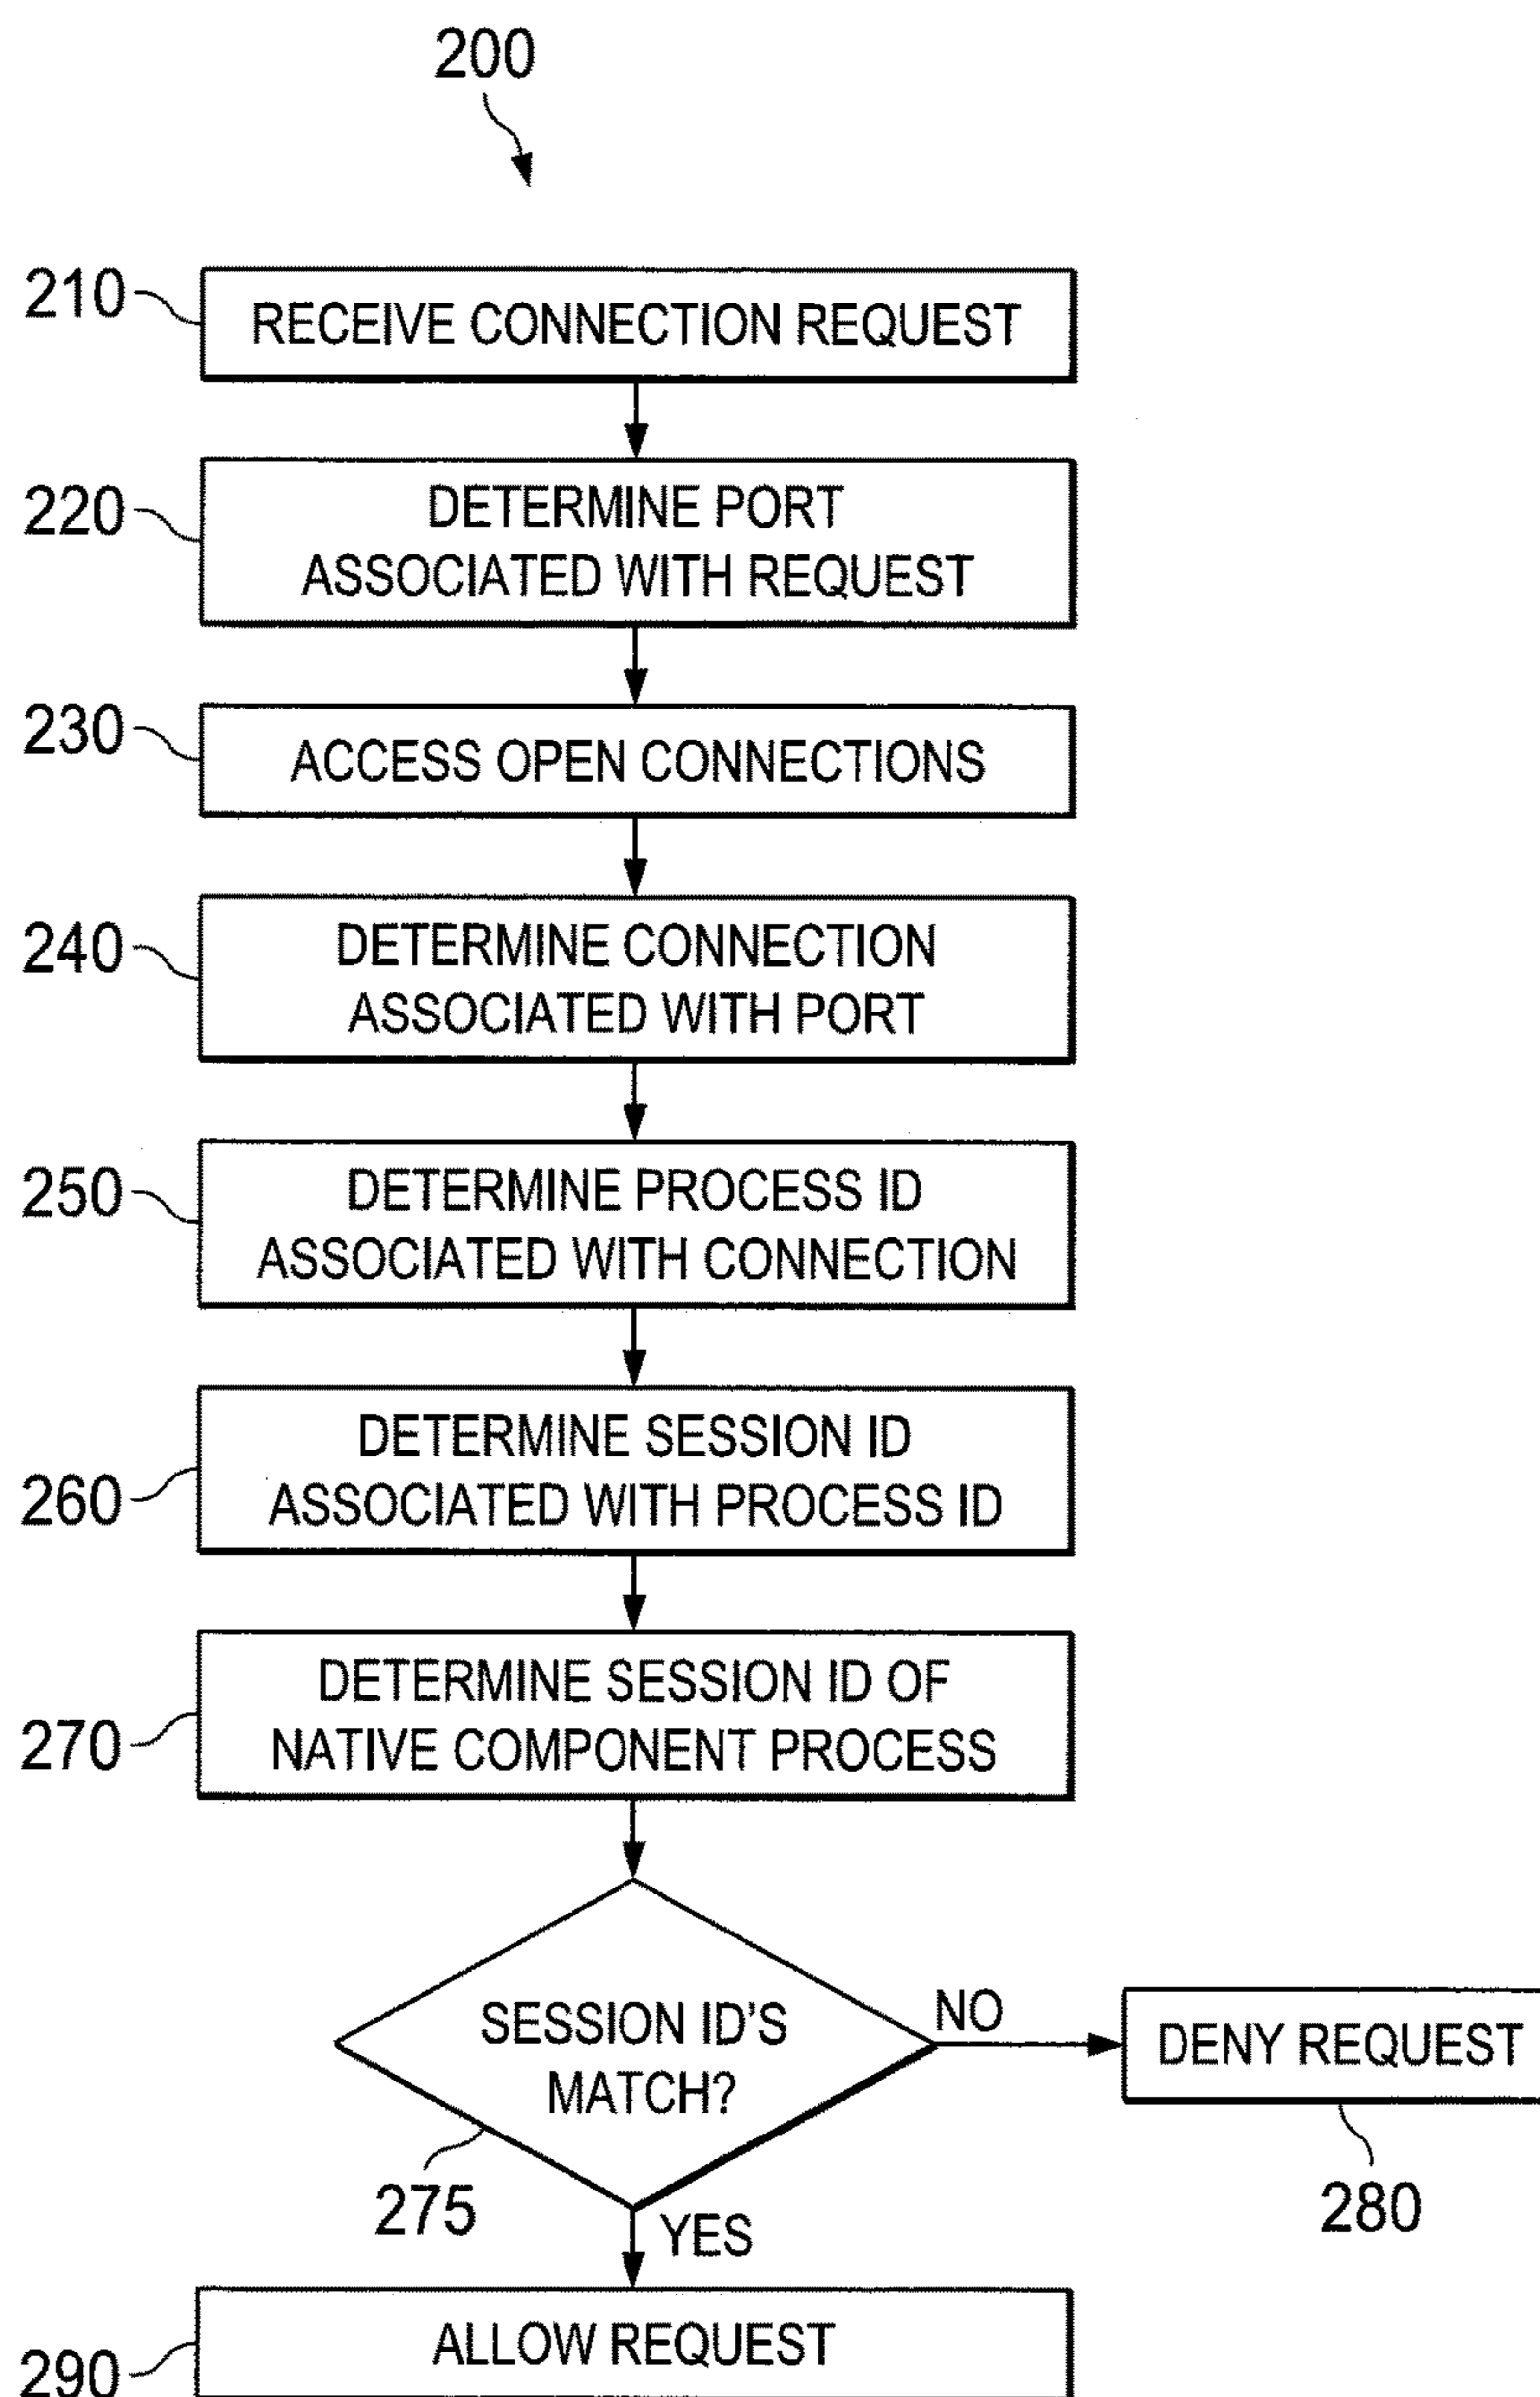 200
210
RECEIVE CONNECTION REQUEST
220
DETERMINE PORT
ASSOCIATED WITH REQUEST
230
ACCESS OPEN CONNECTIONS
240
DETERMINE CONNECTION
ASSOCIATED WITH PORT
250
DETERMINE PROCESS ID
ASSOCIATED WITH CONNECTION
260
DETERMINE SESSION ID
ASSOCIATED WITH PROCESS ID
270
DETERMINE SESSION ID OF
NATIVE COMPONENT PROCESS
SESSION ID'S
MATCH?
275
NO
DENY REQUEST
280
YES
290
ALLOW REQUEST